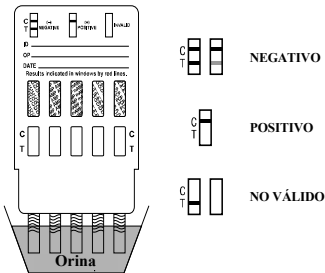 C
T
(-)
NEGATIVE
(+)
POSITIVE
INVALID
ID
OP
DATE
Results indicated in windows by red lines.
C
T
C
T
Orina
C
T
NEGATIVO
C
T
POSITIVO
C
T
NO VÁLIDO